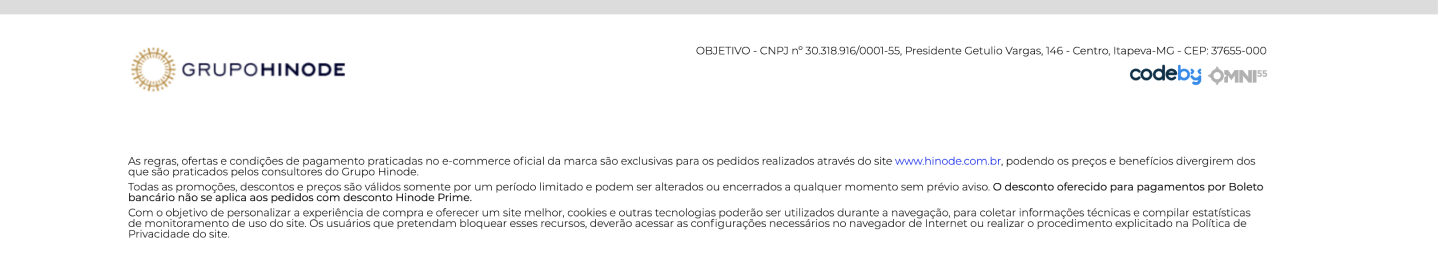 GRUPOHINODE
OBJETIVO - CNPJ nº 30.318.916/0001-55, Presidente Getulio Vargas, 146 - Centro, Itapeva-MG - CEP: 37655-000
codeby OMNI55
As regras, ofertas e condições de pagamento praticadas no e-commerce oficial da marca são exclusivas para os pedidos realizados através do site www.hinode.com.br, podendo os preços e benefícios divergirem dos
que são praticados pelos consultores do Grupo Hinode.
Todas as promoções, descontos e preços são válidos somente por um período limitado e podem ser alterados ou encerrados a qualquer momento sem prévio aviso. O desconto oferecido para pagamentos por Boleto
bancário não se aplica aos pedidos com desconto Hinode Prime.
Com o objetivo de personalizar a experiência de compra e oferecer um site melhor, cookies e outras tecnologias poderão ser utilizados durante a navegação, para coletar informações técnicas e compilar estatísticas
de monitoramento de uso do site. Os usuários que pretendam bloquear esses recursos, deverão acessar as configurações necessários no navegador de Internet ou realizar o procedimento explicitado na Política de
Privacidade do site.